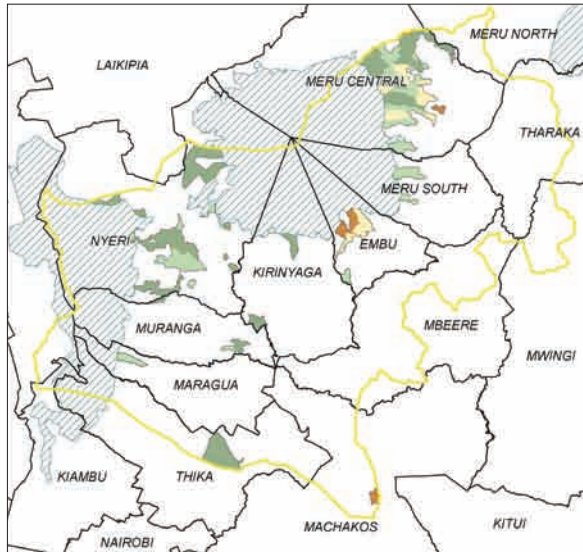 MERU NORTH
LAIKIPIA
MERU CENTRAL
THARAKA
MERU SOUTH
NYERI
EMBU
KIRINYAGA
MURANGA
MBEERE
MWINGI
MARAGUA
KIAMBU
THIKA
MACHAKOS
KITUI
NAIROBI